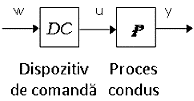 w u y
DC P
Dispozitiv Proces
de comandă condus